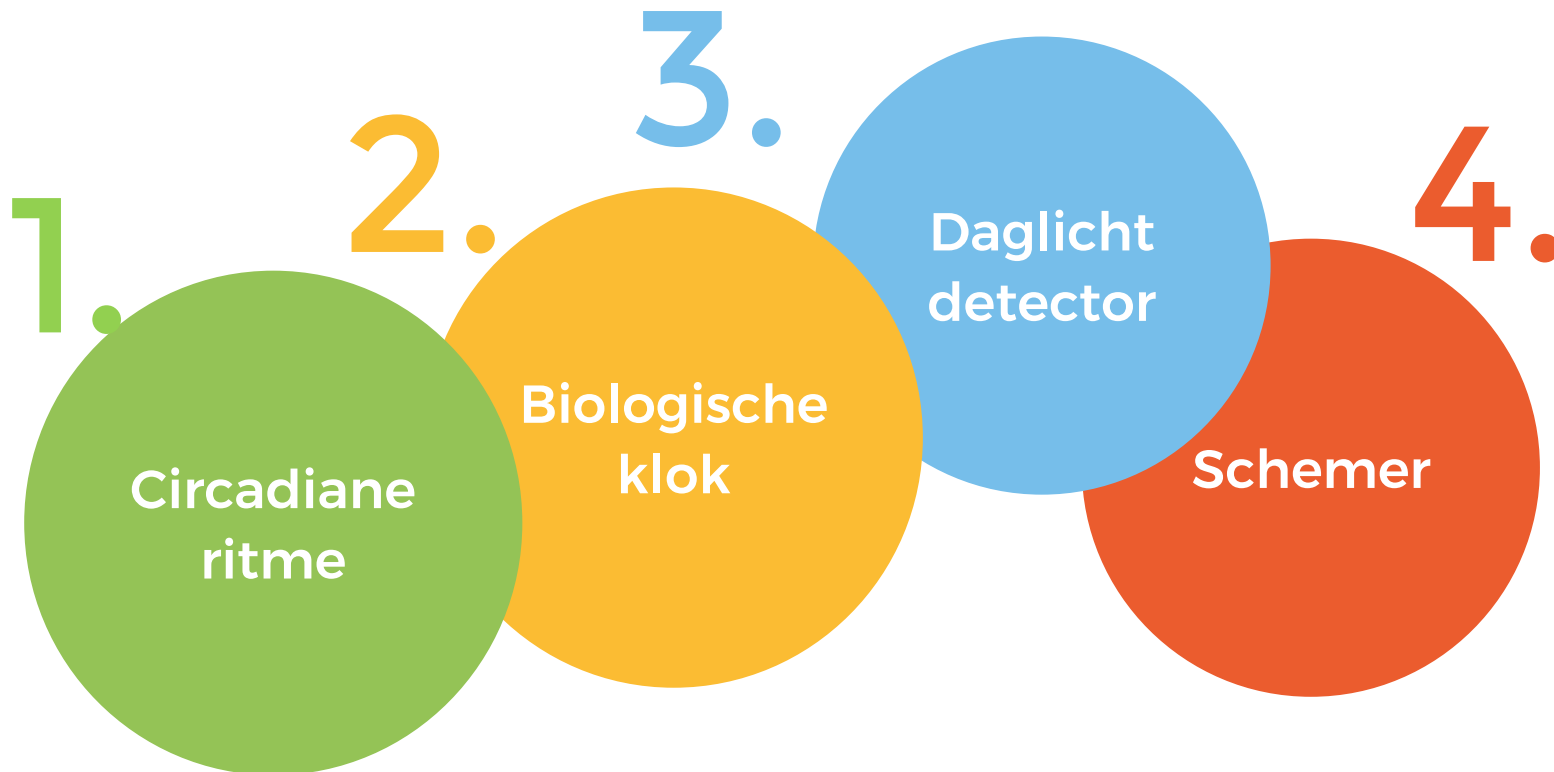 1.
Circadiane
ritme
2.
Biologische
klok
3.
Daglicht
detector
4.
Schemer